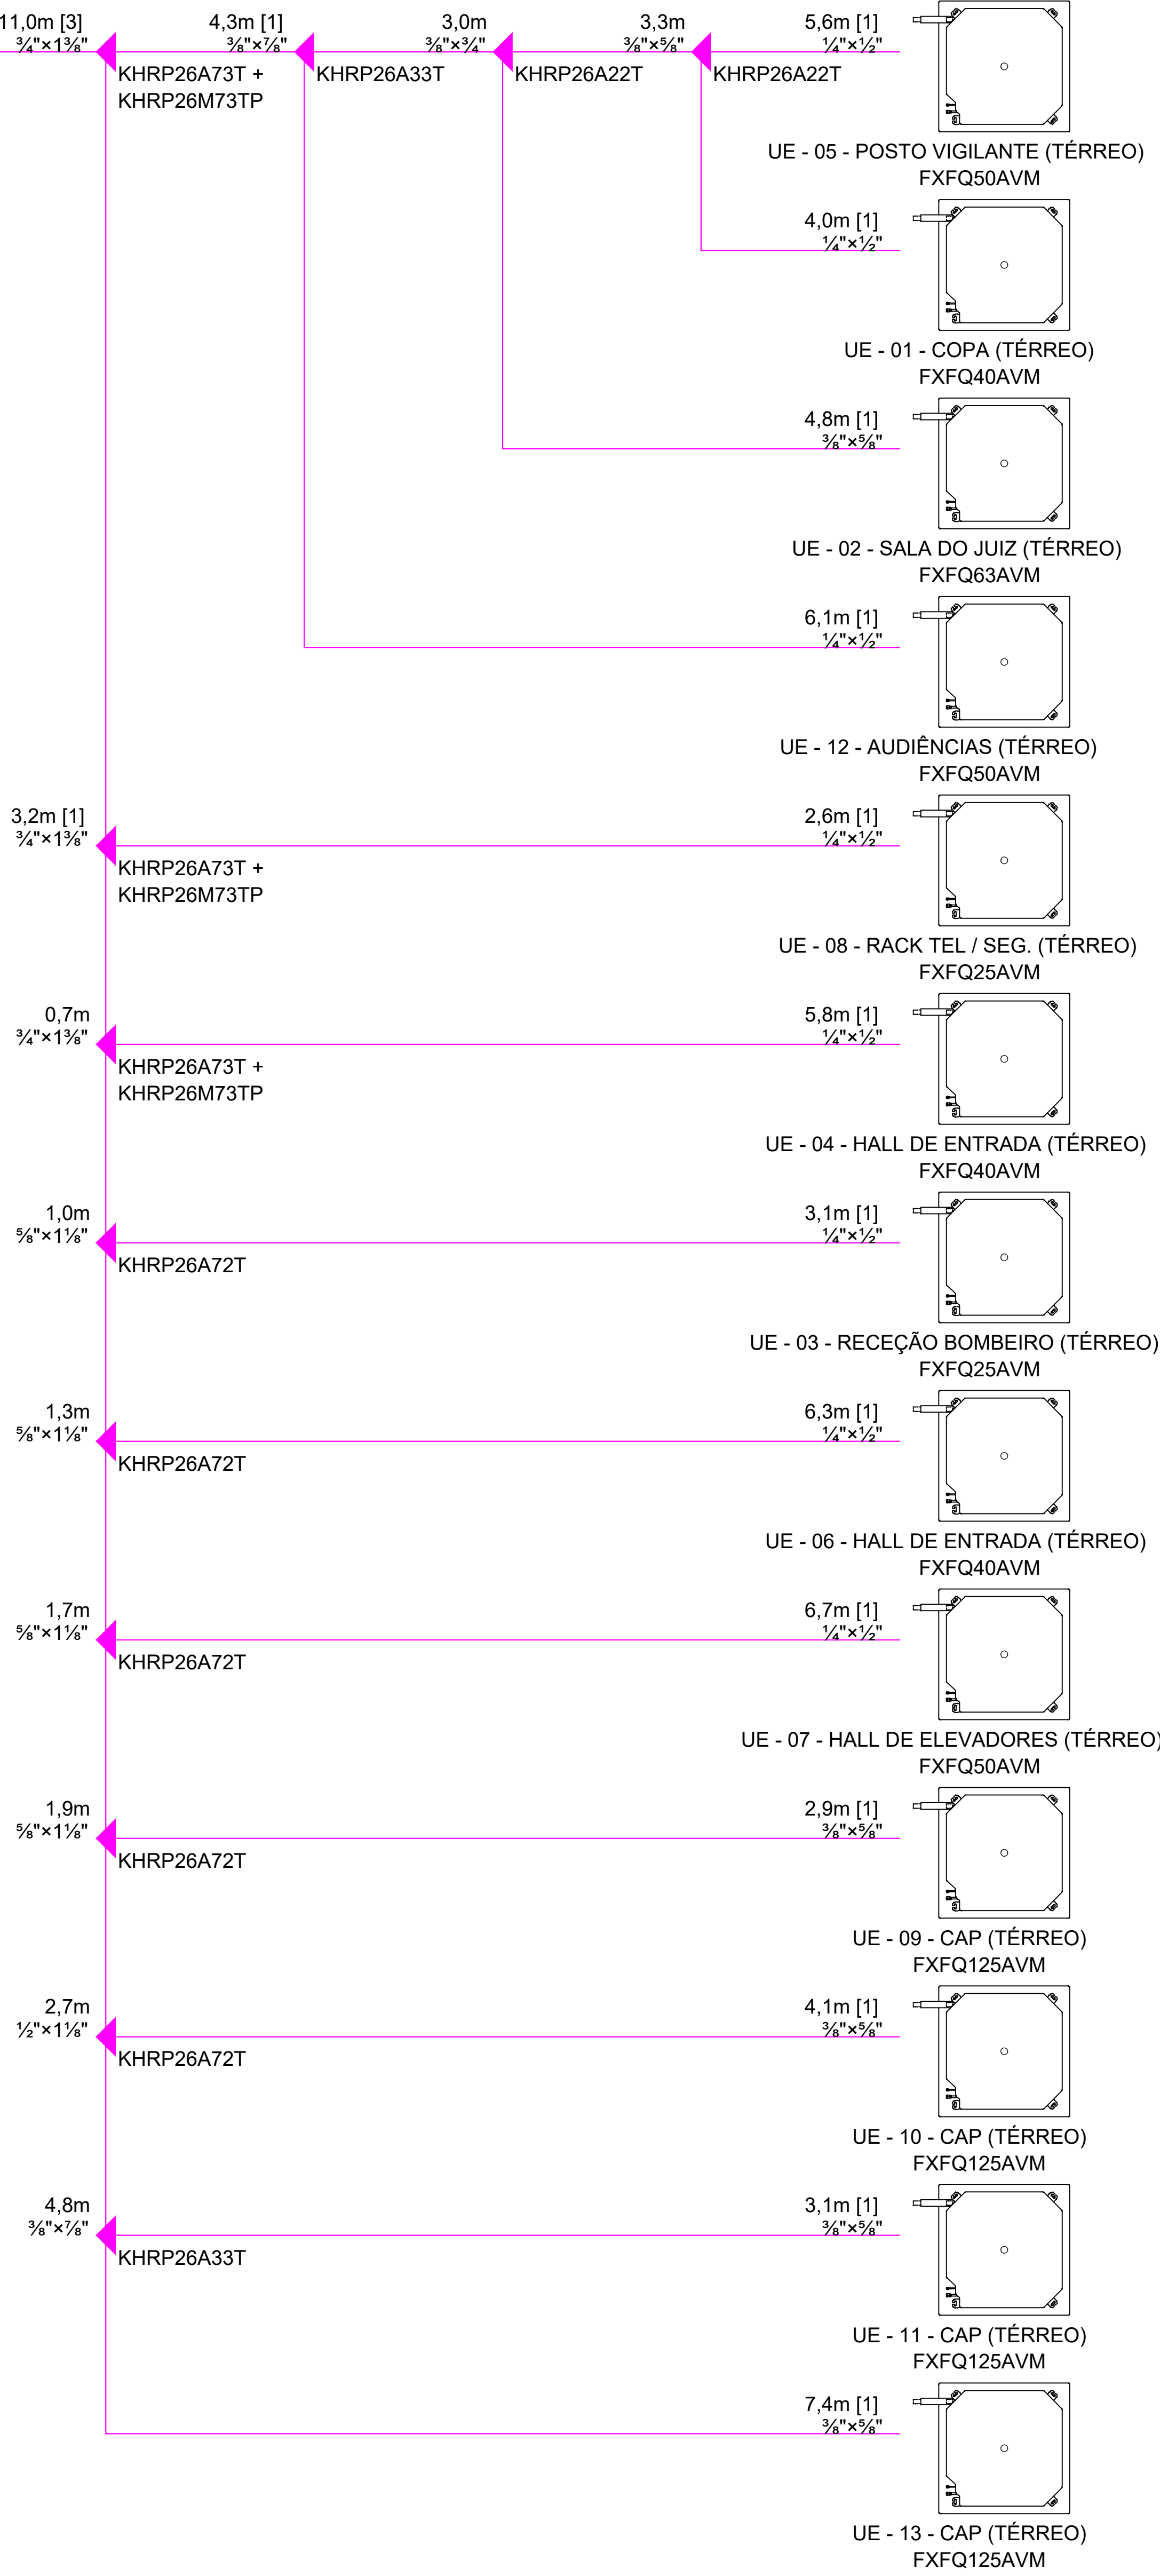 11,0m [3]
¾"×1⅜"
4,3m [1]
⅜"×⅞"
3,0m
⅜"×¾"
3,3m
⅜"×⅝"
5,6m [1]
¼"×½"
KHRP26A73T +
KHRP26M73TP
KHRP26A33T
KHRP26A22T
KHRP26A22T
UE - 05 - POSTO VIGILANTE (TÉRREO)
FXFQ50AVM
4,0m [1]
¼"×½"
UE - 01 - COPA (TÉRREO)
FXFQ40AVM
4,8m [1]
⅜"×⅝"
UE - 02 - SALA DO JUIZ (TÉRREO)
FXFQ63AVM
6,1m [1]
¼"×½"
UE - 12 - AUDIÊNCIAS (TÉRREO)
FXFQ50AVM
3,2m [1]
¾"×1⅜"
2,6m [1]
¼"×½"
KHRP26A73T +
KHRP26M73TP
UE - 08 - RACK TEL / SEG. (TÉRREO)
FXFQ25AVM
0,7m
¾"×1⅜"
5,8m [1]
¼"×½"
KHRP26A73T +
KHRP26M73TP
UE - 04 - HALL DE ENTRADA (TÉRREO)
FXFQ40AVM
1,0m
⅝"×1⅛"
3,1m [1]
¼"×½"
KHRP26A72T
UE - 03 - RECEÇÃO BOMBEIRO (TÉRREO)
FXFQ25AVM
1,3m
⅝"×1⅛"
6,3m [1]
¼"×½"
KHRP26A72T
UE - 06 - HALL DE ENTRADA (TÉRREO)
FXFQ40AVM
1,7m
⅝"×1⅛"
6,7m [1]
¼"×½"
KHRP26A72T
UE - 07 - HALL DE ELEVADORES (TÉRREO)
FXFQ50AVM
1,9m
⅝"×1⅛"
2,9m [1]
⅜"×⅝"
KHRP26A72T
UE - 09 - CAP (TÉRREO)
FXFQ125AVM
2,7m
½"×1⅛"
4,1m [1]
⅜"×⅝"
KHRP26A72T
UE - 10 - CAP (TÉRREO)
FXFQ125AVM
4,8m
⅜"×⅞"
3,1m [1]
⅜"×⅝"
KHRP26A33T
UE - 11 - CAP (TÉRREO)
FXFQ125AVM
7,4m [1]
⅜"×⅝"
UE - 13 - CAP (TÉRREO)
FXFQ125AVM